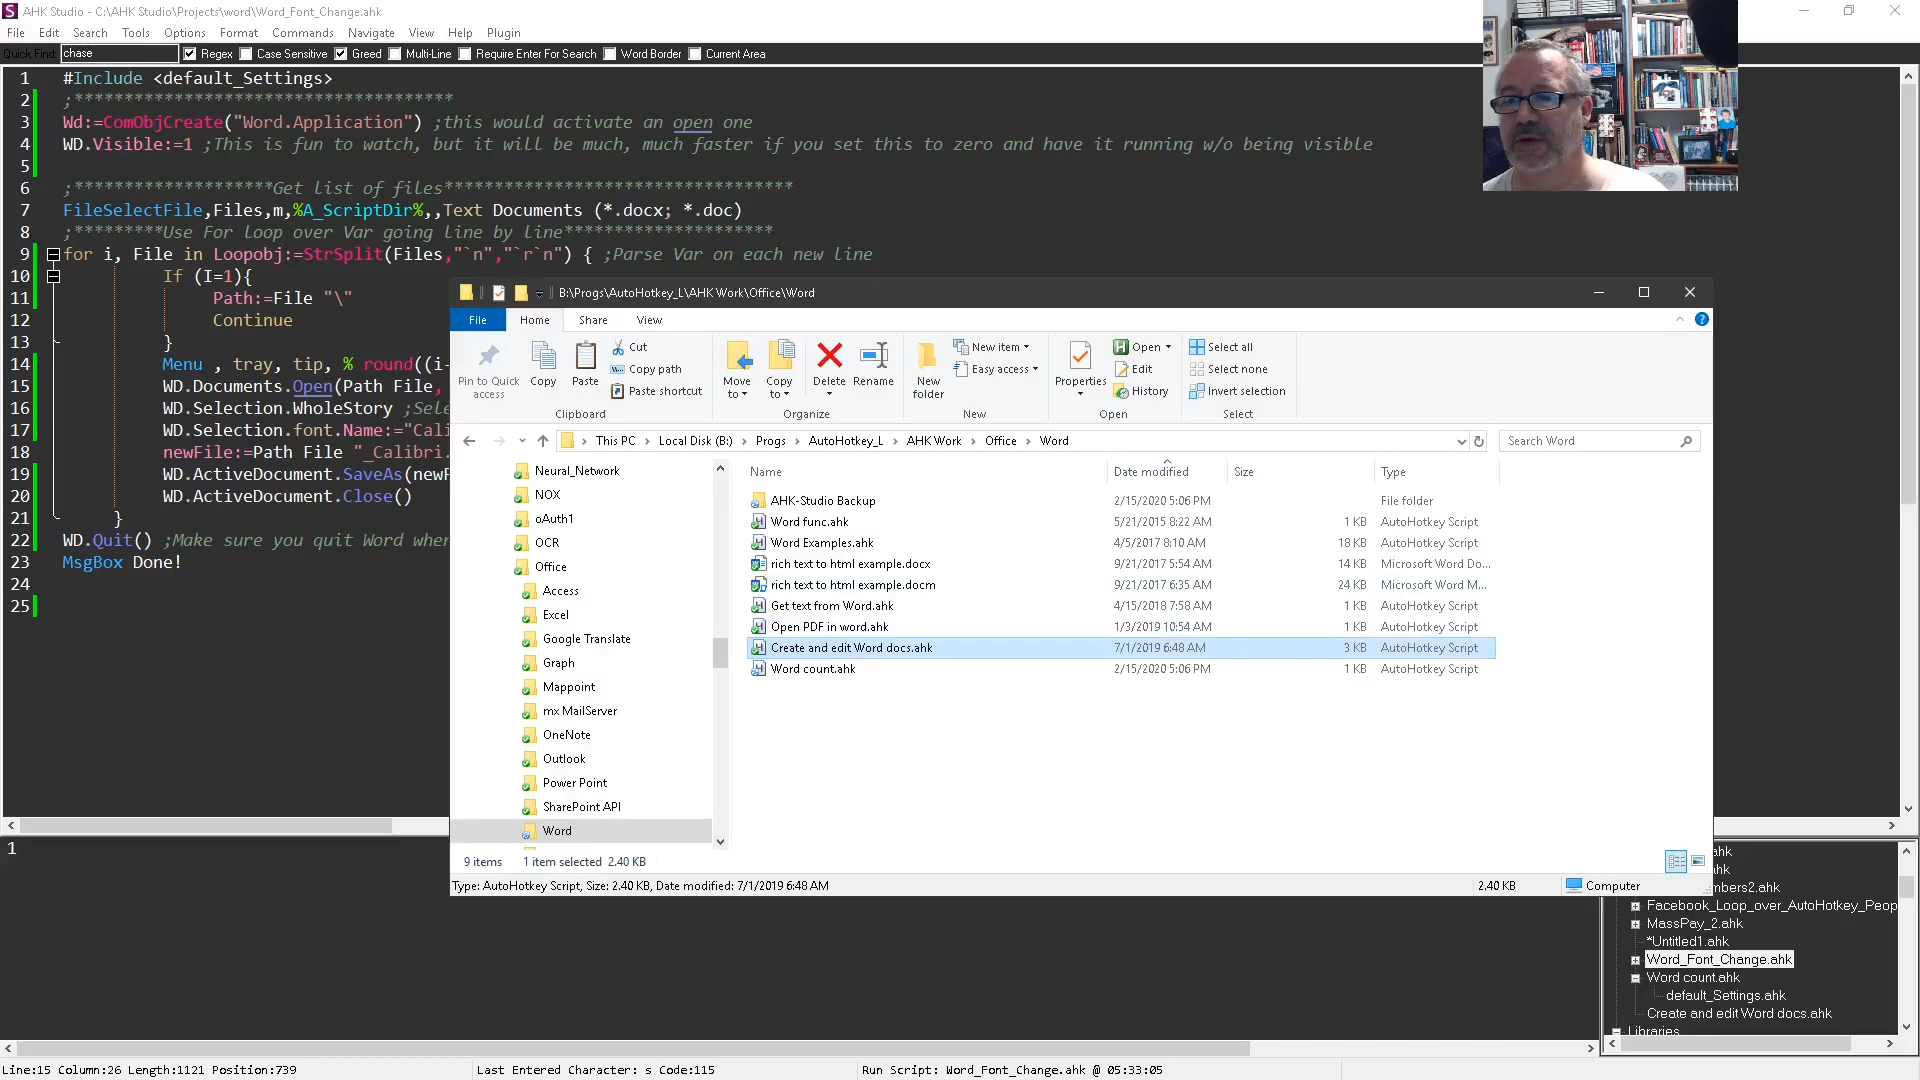 AHK Studio - C:\AHK Studio\Projects\word\Word_Font_Change.ahk
File Edit Search Tools Options Format Commands Navigate View Help Plugin
Quick Find: chase Regex Case Sensitive Greed Multi-Line Require Enter For Search Word Border Current Area
1 #Include <default_Settings>
2 ;**************************************
3 Wd:=ComObjCreate("Word.Application") ;this would activate an open one
4 WD.Visible:=1 ;This is fun to watch, but it will be much, much faster if you set this to zero and have it running w/o being visible
5
6 ;********************Get list of files***********************************
7 FileSelectFile,Files,m,%A_ScriptDir%,,Text Documents (*.docx; *.doc)
8 ;*********Use For loop over Var going line by line*********************
9 for i, File in Loopobj:=StrSplit(Files,"`n","`r`n") { ;Parse Var on each new line
10 If (I=1){
11 Path:=File "\"
12 Continue
13 }
14 Menu , tray, tip, % round((i-
15 WD.Documents.Open(Path File,
16 WD.Selection.WholeStory ;Sele
17 WD.Selection.font.Name:="Cali
18 newFile:=Path File "_Calibri.
19 WD.ActiveDocument.SaveAs(newF
20 WD.ActiveDocument.Close()
21 }
22 WD.Quit() ;Make sure you quit Word wher
23 MsgBox Done!
24
25
B:\Progs\AutoHotkey_L\AHK Work\Office\Word
File Home Share View
Pin to Quick access
Copy
Paste
Cut
Copy path
Paste shortcut
Clipboard
Move to
Copy to
Delete
Rename
Organize
New folder
New item
Easy access
New
Properties
Open
Edit
History
Open
Select all
Select none
Invert selection
Select
This PC Local Disk (B:) Progs AutoHotkey_L AHK Work Office Word
Search Word
Neural_Network
NOX
oAuth1
OCR
Office
Access
Excel
Google Translate
Graph
Mappoint
mx MailServer
OneNote
Outlook
Power Point
SharePoint API
Word
Name Date modified Size Type
AHK-Studio Backup 2/15/2020 5:06 PM File folder
Word func.ahk 5/21/2015 8:22 AM 1 KB AutoHotkey Script
Word Examples.ahk 4/5/2017 8:10 AM 18 KB AutoHotkey Script
rich text to html example.docx 9/21/2017 5:54 AM 14 KB Microsoft Word Do...
rich text to html example.docm 9/21/2017 6:35 AM 24 KB Microsoft Word M...
Get text from Word.ahk 4/15/2018 7:58 AM 1 KB AutoHotkey Script
Open PDF in word.ahk 1/3/2019 10:54 AM 1 KB AutoHotkey Script
Create and edit Word docs.ahk 7/1/2019 6:48 AM 3 KB AutoHotkey Script
Word count.ahk 2/15/2020 5:06 PM 1 KB AutoHotkey Script
9 items 1 item selected 2.40 KB
Type: AutoHotkey Script, Size: 2.40 KB, Date modified: 7/1/2019 6:48 AM 2.40 KB Computer
1
.ahk
.ahk
mbers2.ahk
Facebook_Loop_over_AutoHotkey_Peop
MassPay_2.ahk
*Untitled1.ahk
Word_Font_Change.ahk
Word count.ahk
default_Settings.ahk
Create and edit Word docs.ahk
Libraries
Line:15 Column:26 Length:1121 Position:739 Last Entered Character: s Code:115 Run Script: Word_Font_Change.ahk @ 05:33:05